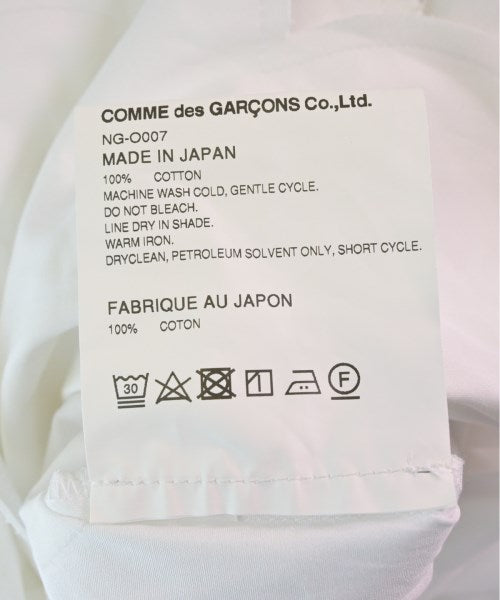 COMME des GARÇONS Co.,Ltd.
NG-O007
MADE IN JAPAN
100% COTTON
MACHINE WASH COLD, GENTLE CYCLE.
DO NOT BLEACH.
LINE DRY IN SHADE.
WARM IRON.
DRYCLEAN, PETROLEUM SOLVENT ONLY, SHORT CYCLE.
FABRIQUE AU JAPON
100% COTON
30 F